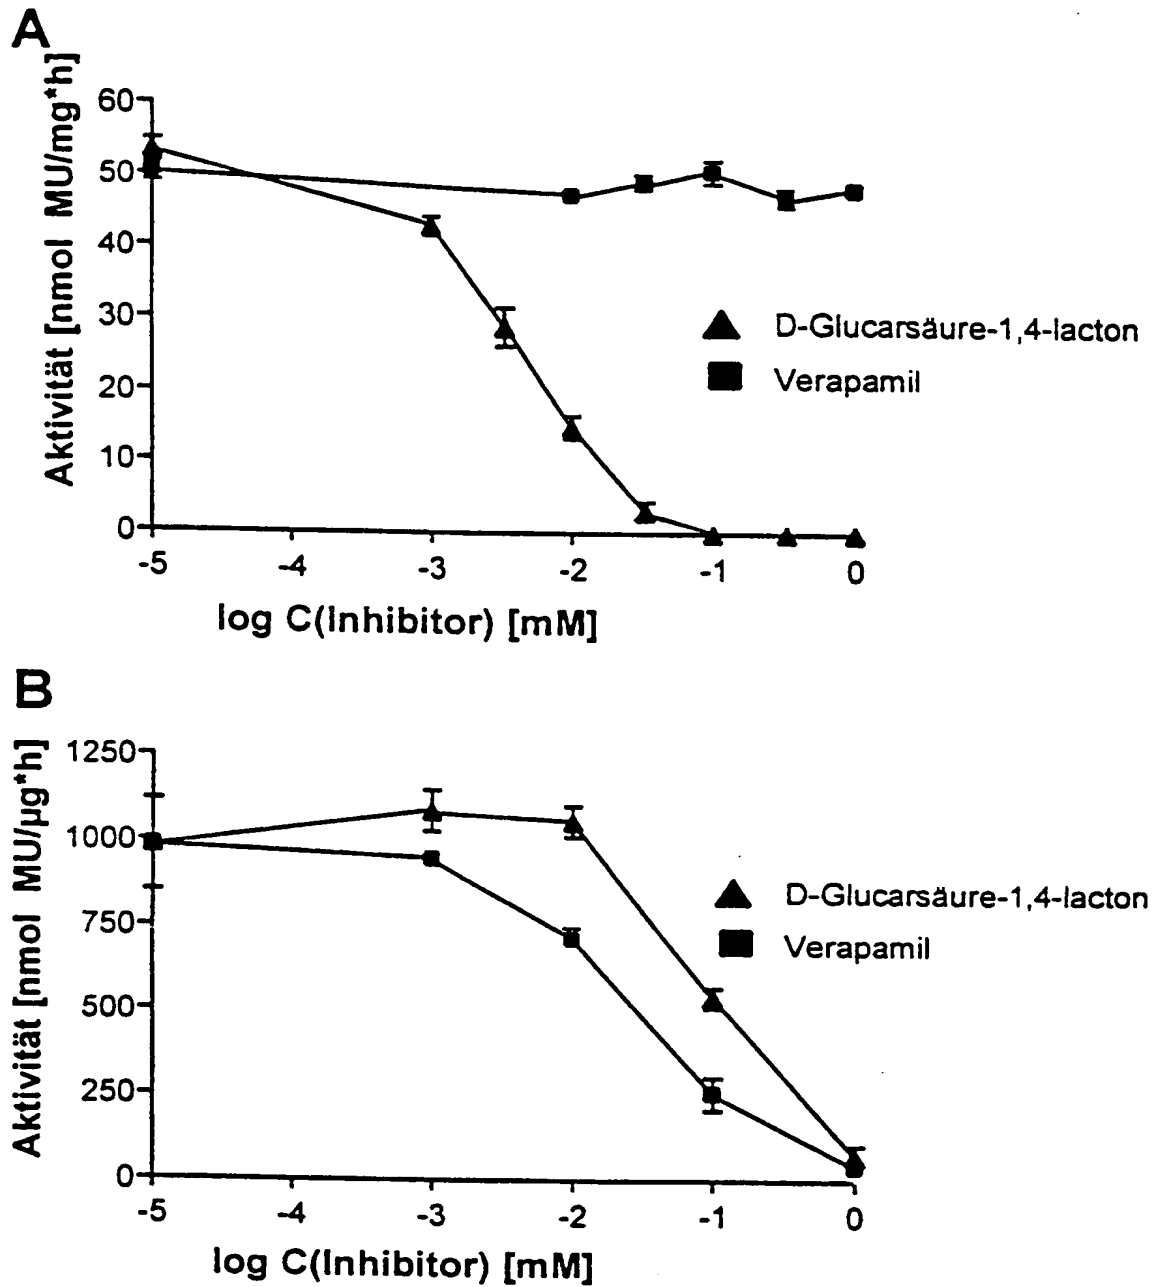 A
Aktivität [nmol MU/mg*h]
60
50
40
30
20
10
0
-5 -4 -3 -2 -1 0
log C(Inhibitor) [mM]
D-Glucarsäure-1,4-lacton
Verapamil
B
Aktivität [nmol MU/µg*h]
1250
1000
750
500
250
0
-5 -4 -3 -2 -1 0
log C(Inhibitor) [mM]
D-Glucarsäure-1,4-lacton
Verapamil